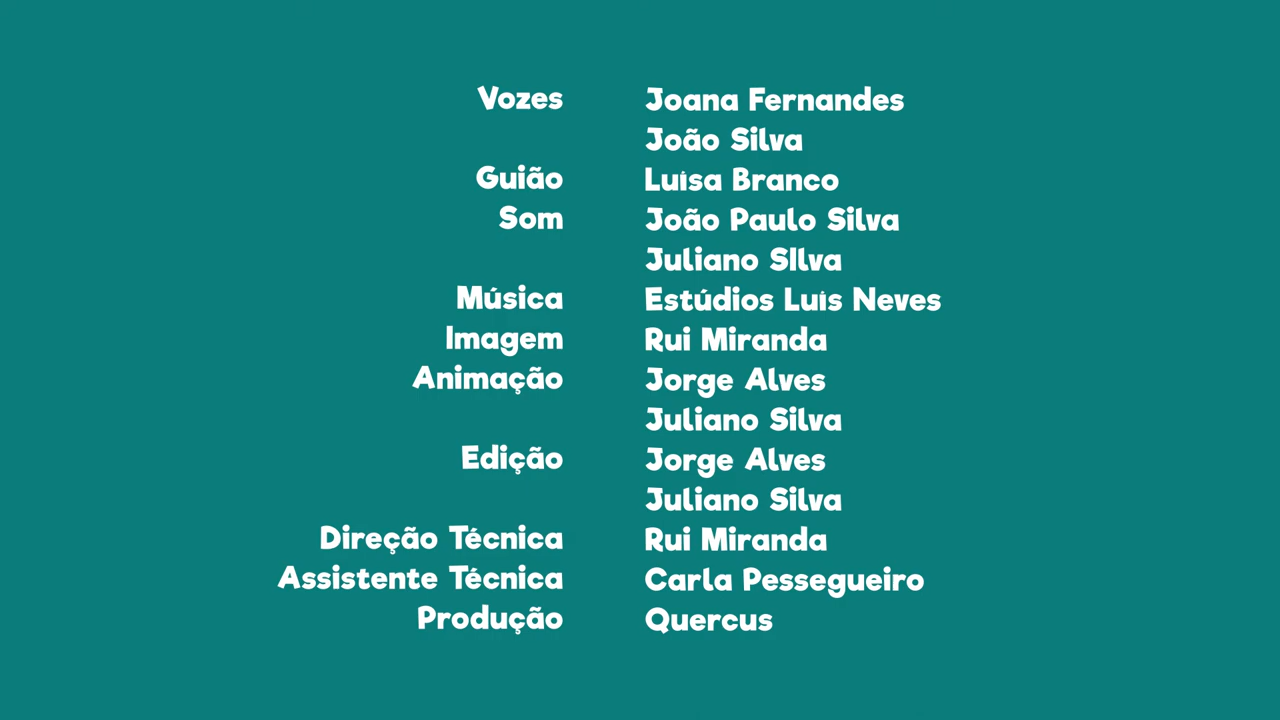 Vozes Joana Fernandes
João Silva
Guião Luísa Branco
Som João Paulo Silva
Juliano SIlva
Música Estúdios Luís Neves
Imagem Rui Miranda
Animação Jorge Alves
Juliano Silva
Edição Jorge Alves
Juliano Silva
Direção Técnica Rui Miranda
Assistente Técnica Carla Pessegueiro
Produção Quercus